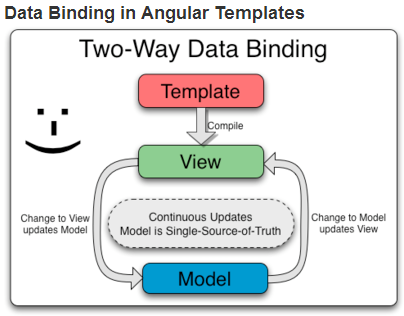 Data Binding in Angular Templates
Two-Way Data Binding
Template
Compile
View
Change to View
updates Model
Continuous Updates
Model is Single-Source-of-Truth
Change to Model
updates View
Model